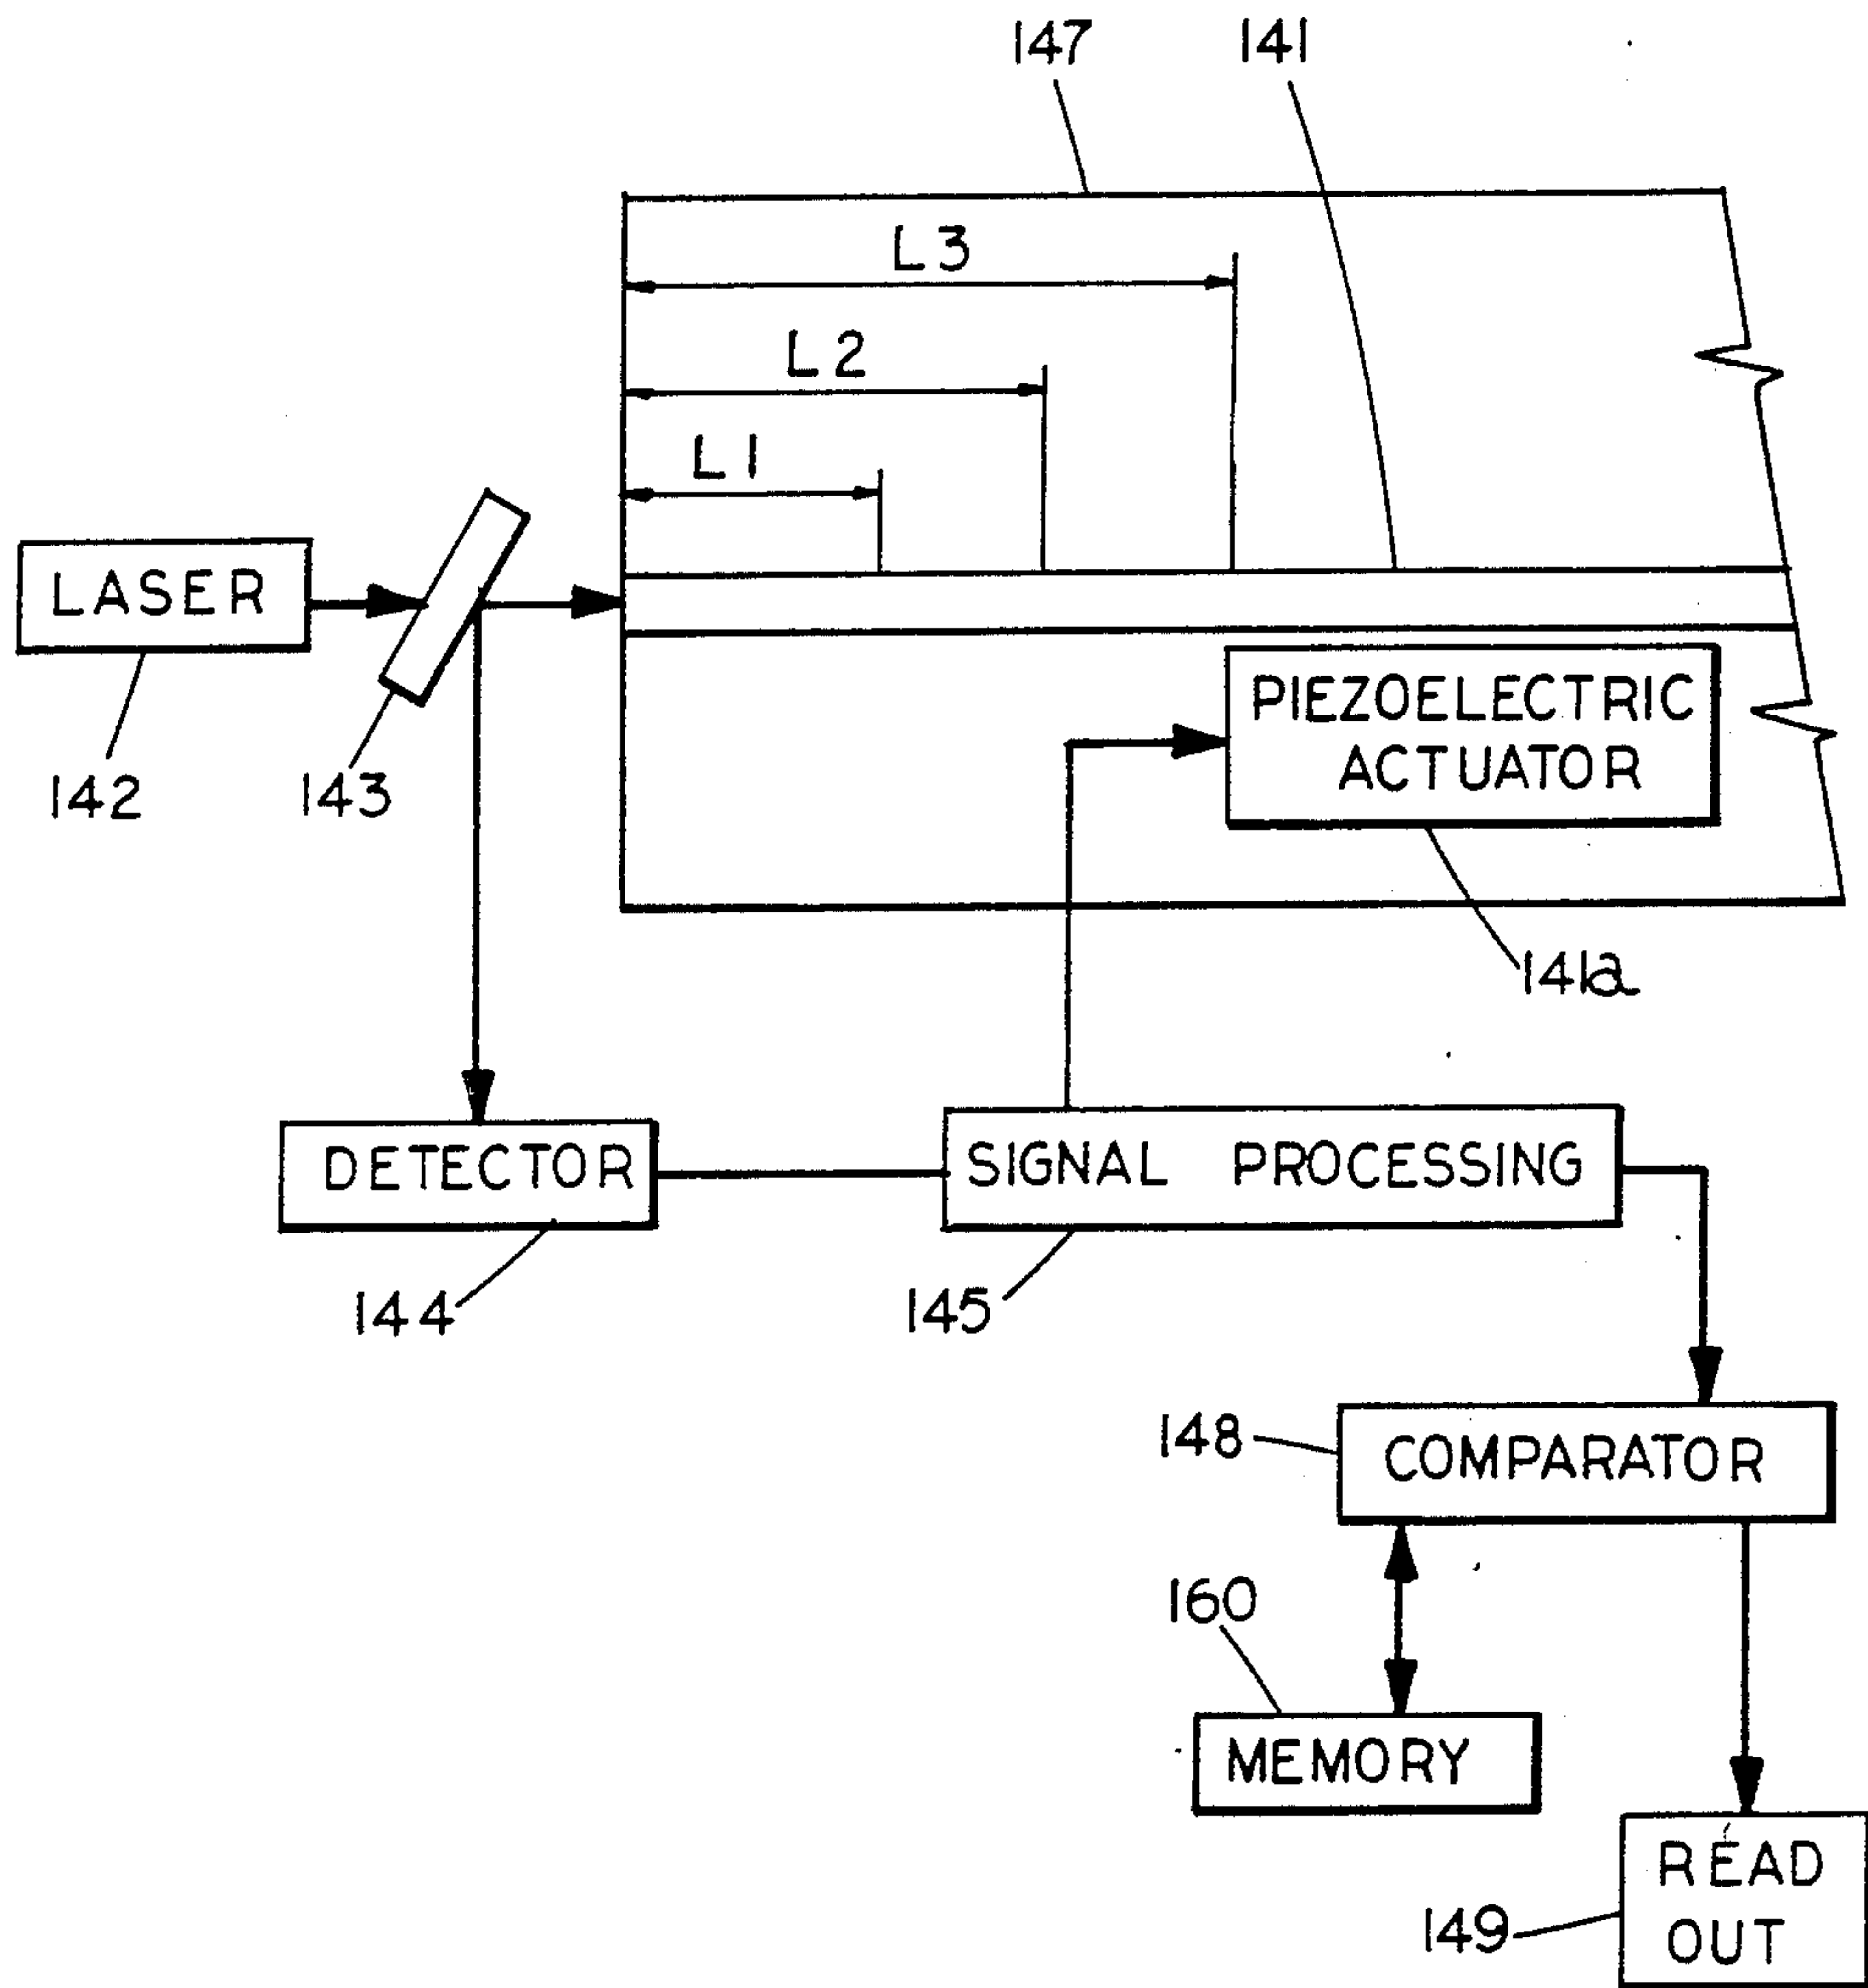 147
141
L3
L2
L1
LASER
142
143
PIEZOELECTRIC
ACTUATOR
141a
DETECTOR
144
SIGNAL PROCESSING
145
148
COMPARATOR
160
MEMORY
READ
OUT
149